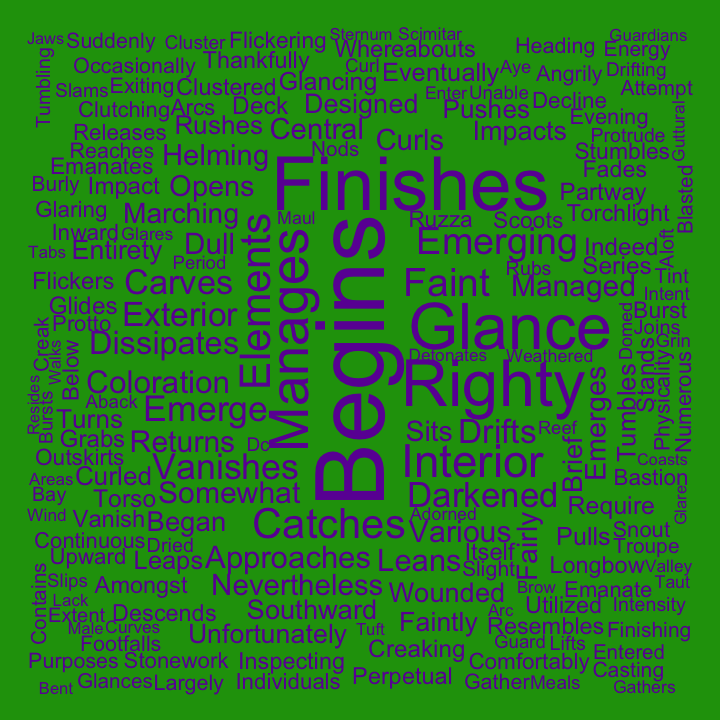 Jaws Suddenly Cluster Flickering Sternum Scimitar Guardians
Whereabouts Heading Energy
Tumbling Occasionally Thankfully Curl Eventually Aye Angrily Drifting
Slams Exiting Clustered Glancing Enter Unable Attempt
Clutching Arcs Deck Designed Pushes Decline
Releases Rushes Central Curls Impacts Evening Protrude Guttural
Reaches Helming Nods Stumbles
Emanates Finishes Fades
Burly Impact Opens Partway Blasted
Glaring Marching Maul Ruzza Scoots Torchlight
Inward Glares Dull Elements Manages Begins Emerging Indeed Aloft
Tabs Entirety Period Rubs Series Tint
Flickers Carves Faint Managed Intent
Glides Exterior Glance Burst
Protto Joins
Creak Walks Below Dissipates Detonates Weathered Domed Grin
Coloration Righty Stands Physicality Numerous
Resides Bursts Aback Emerge Emerges Tumbles
Turns Sits Drifts Reef
Grabs Returns Dc Interior Brief
Outskirts Vanishes Coasts
Areas Curled Bastion
Bay Torso Somewhat Darkened Require Glare
Wind Vanish Began Catches Adorned Various Fairly Pulls Snout
Continuous Dried Itself Troupe
Upward Leaps Approaches Leans Slight Longbow Valley
Slips Amongst Nevertheless Wounded Brow Emanate Taut
Contains Lack Extent Descends Southward Arc Utilized Intensity
Male Curves Unfortunately Tuft Faintly Resembles Finishing
Footfalls Creaking Guard Lifts Entered
Purposes Stonework Inspecting Comfortably Casting
Bent Glances Largely Individuals Perpetual Gather Meals Gathers